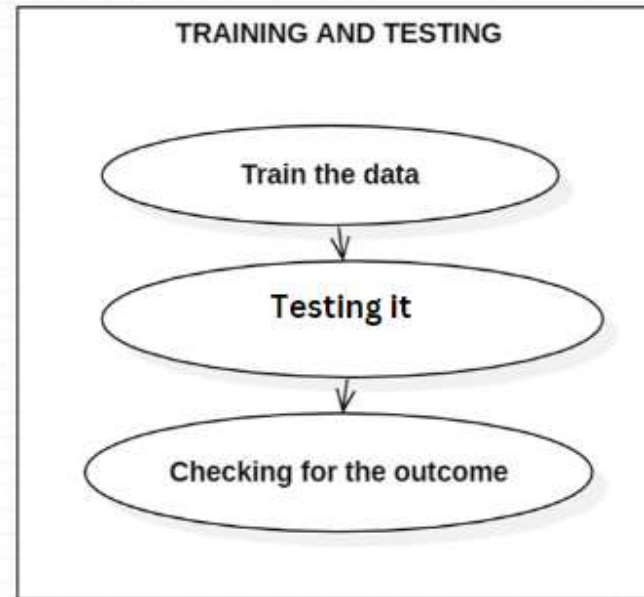 TRAINING AND TESTING
Train the data
Testing it
Checking for the outcome